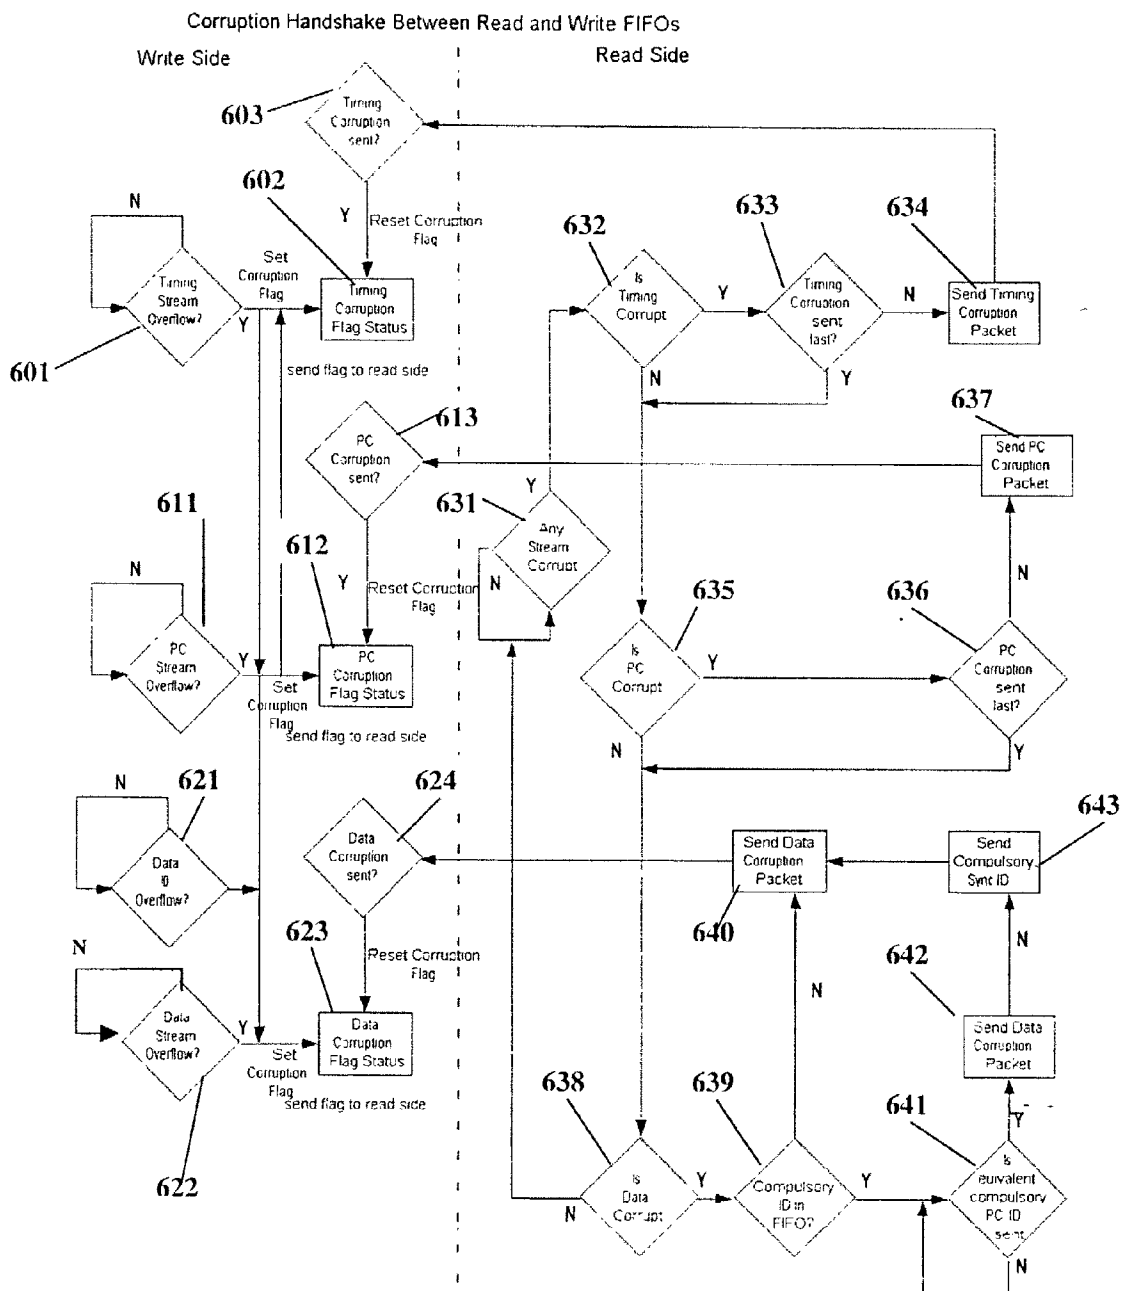 Corruption Handshake Between Read and Write FIFOs
Write Side
Read Side
603
Timing
Corruption
sent?
602
Y
Reset Corruption
Flag
N
Set
Corruption
Flag
Timing
Stream
Overflow?
Y
Timing
Corruption
Flag Status
601
send flag to read side
632
Is
Timing
Corrupt
Y
N
633
Timing
Corruption
sent
last?
N
Y
634
Send Timing
Corruption
Packet
613
PC
Corruption
sent?
637
Send PC
Corruption
Packet
611
612
Y
Reset Corruption
Flag
N
PC
Stream
Overflow?
Y
Set
Corruption
Flag
PC
Corruption
Flag Status
send flag to read side
Y
631
Any
Stream
Corrupt
N
635
Is
PC
Corrupt
Y
N
636
N
PC
Corruption
sent
last?
Y
N
621
Data
ID
Overflow?
624
Data
Corruption
sent?
Send Data
Corruption
Packet
640
Send
Compulsory
Sync ID
643
N
623
Reset Corruption
Flag
Data
Stream
Overflow?
Y
Set
Corruption
Flag
Data
Corruption
Flag Status
send flag to read side
622
N
N
642
Send Data
Corruption
Packet
638
Is
Data
Corrupt
N
Y
639
Compulsory
ID in
FIFO?
Y
641
Y
Is
euivalent
compulsory
PC ID
sent
N